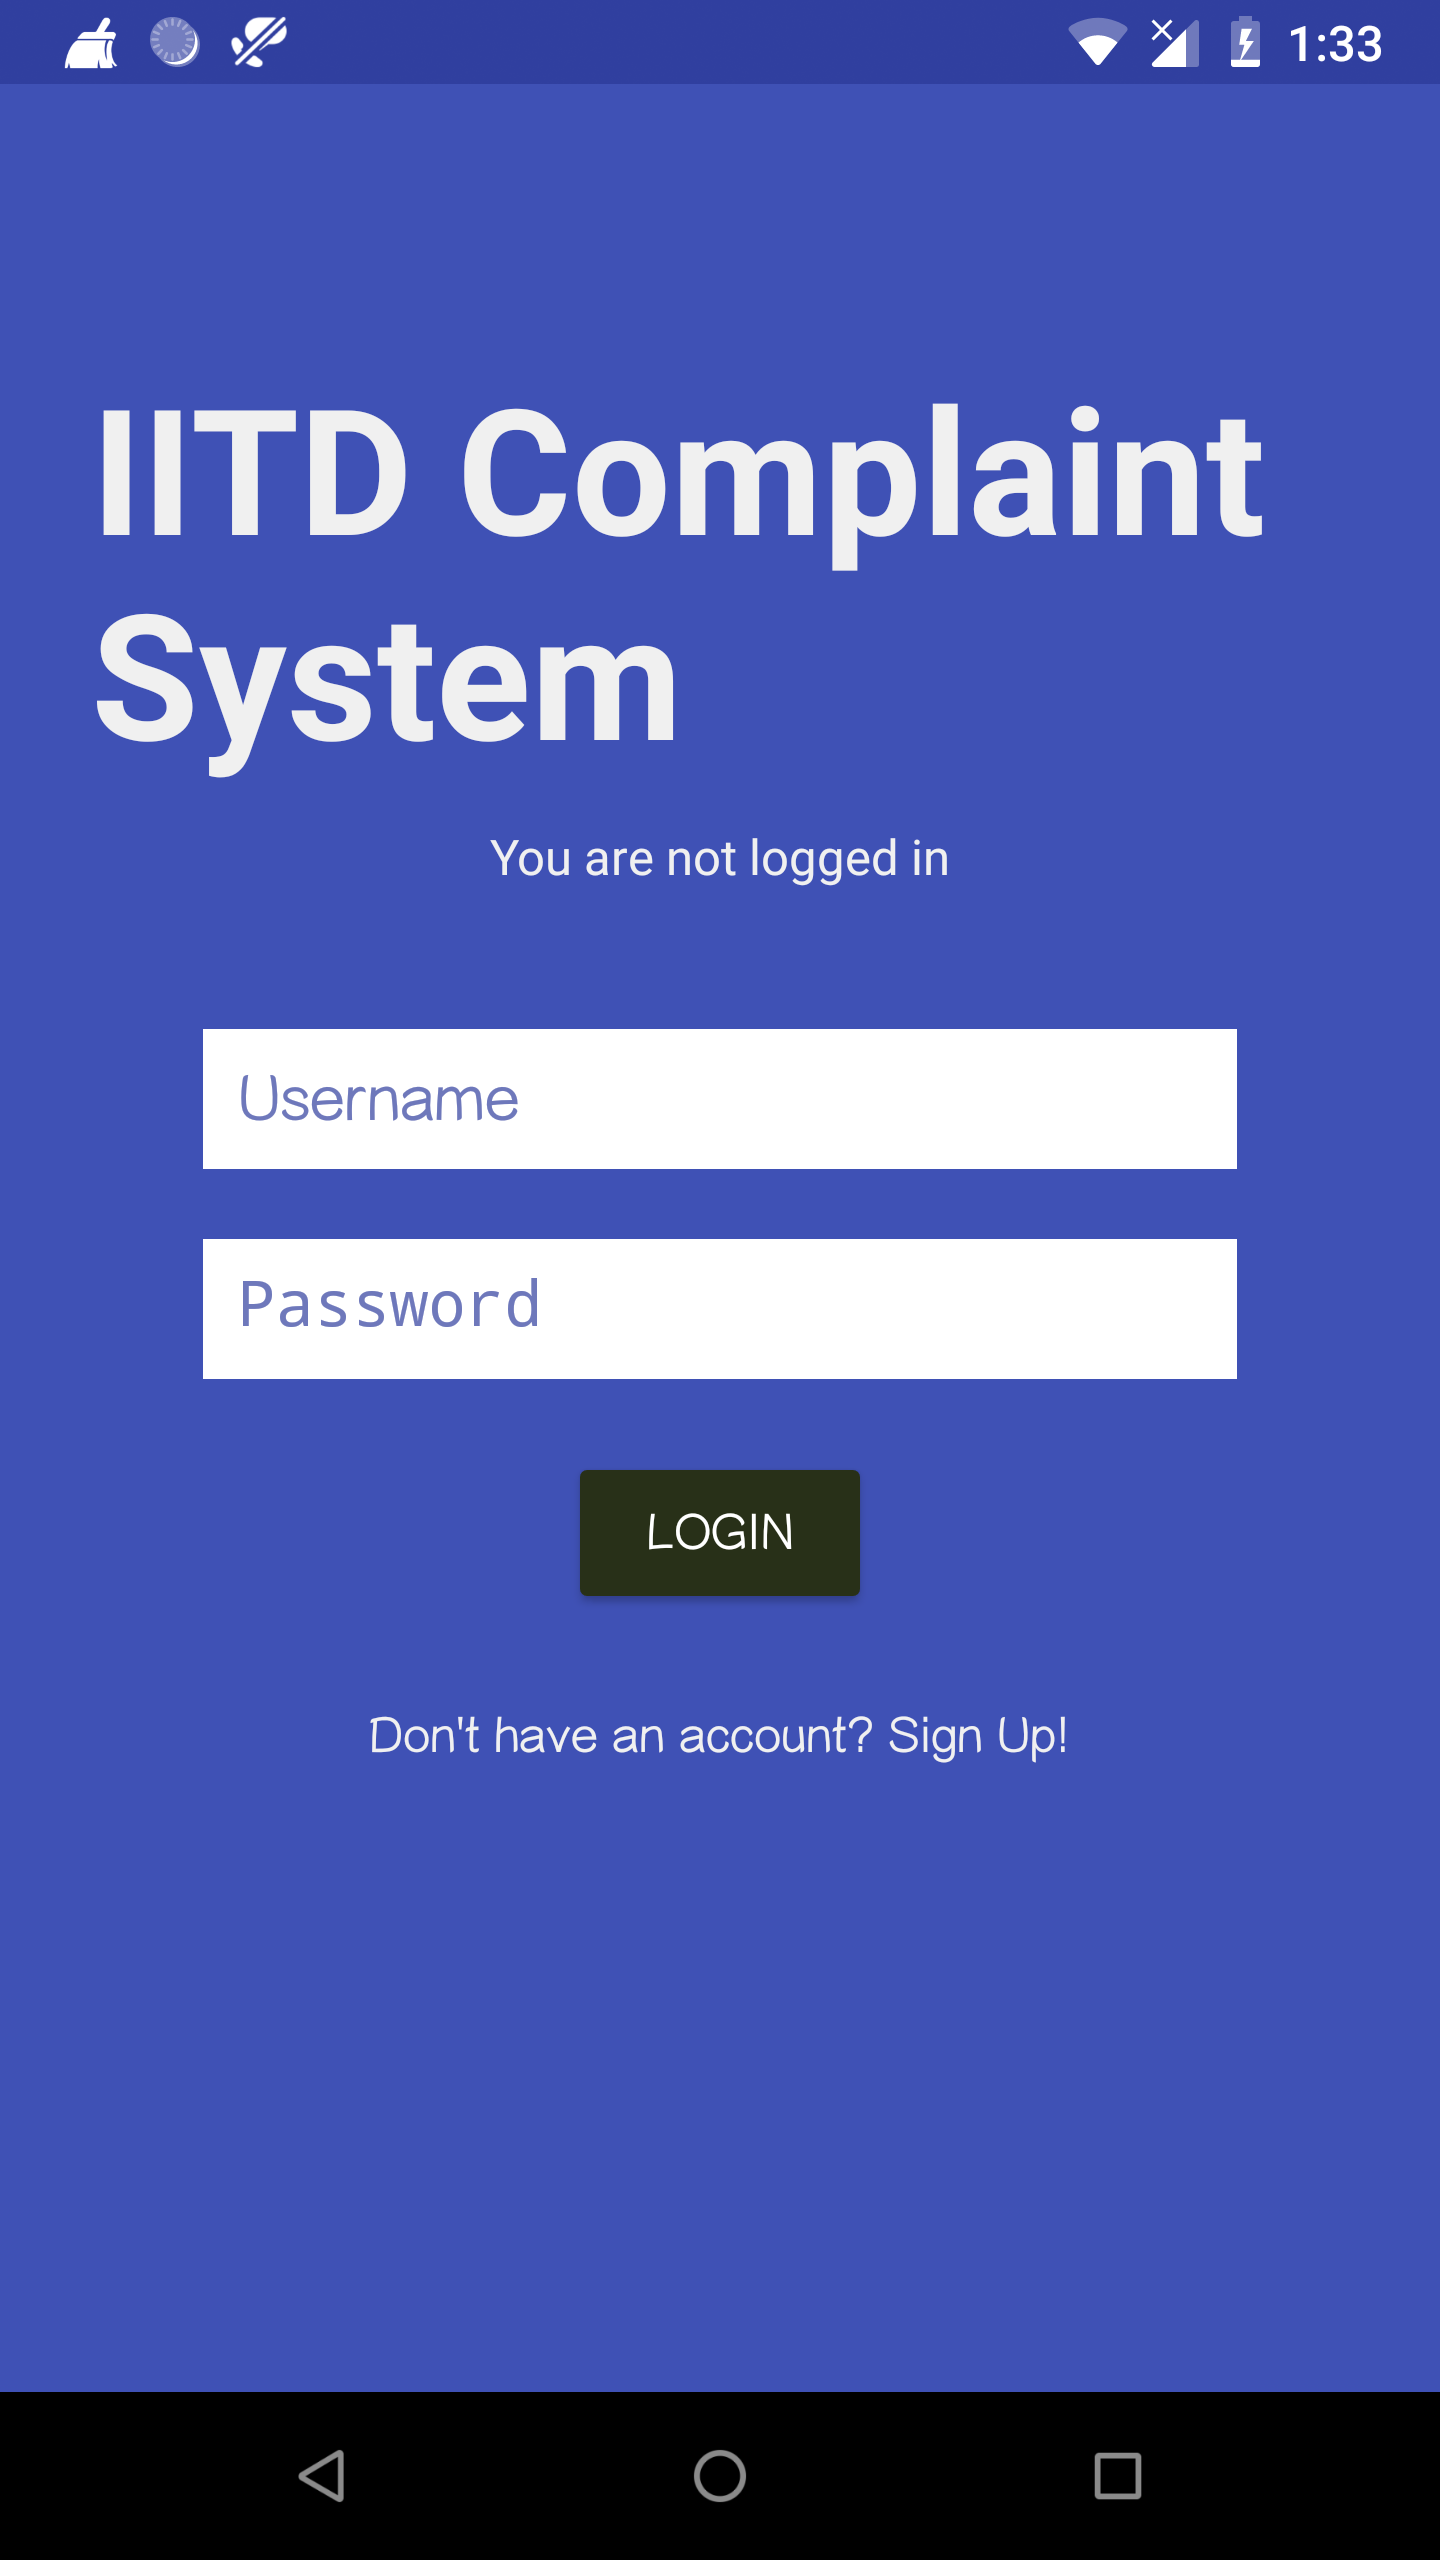 1:33
IITD Complaint
System
You are not logged in
Username
Password
LOGIN
Don't have an account? Sign Up!